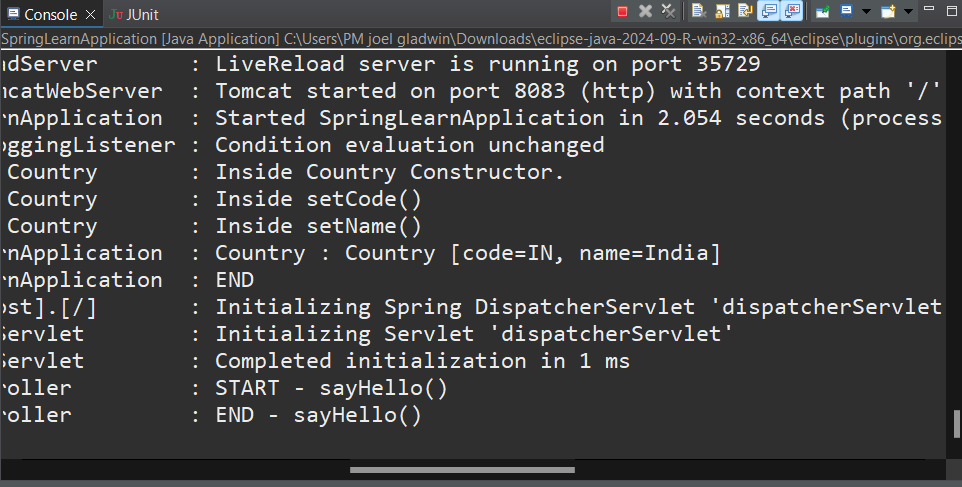 Console JUnit
SpringLearnApplication [Java Application] C:\Users\PM joel gladwin\Downloads\eclipse-java-2024-09-R-win32-x86_64\eclipse\plugins\org.eclips
dServer : LiveReload server is running on port 35729
catWebServer : Tomcat started on port 8083 (http) with context path '/'
rnApplication : Started SpringLearnApplication in 2.054 seconds (process
ggingListener : Condition evaluation unchanged
Country : Inside Country Constructor.
Country : Inside setCode()
Country : Inside setName()
rnApplication : Country : Country [code=IN, name=India]
rnApplication : END
ost].[/] : Initializing Spring DispatcherServlet 'dispatcherServlet
Servlet : Initializing Servlet 'dispatcherServlet'
Servlet : Completed initialization in 1 ms
roller : START - sayHello()
roller : END - sayHello()